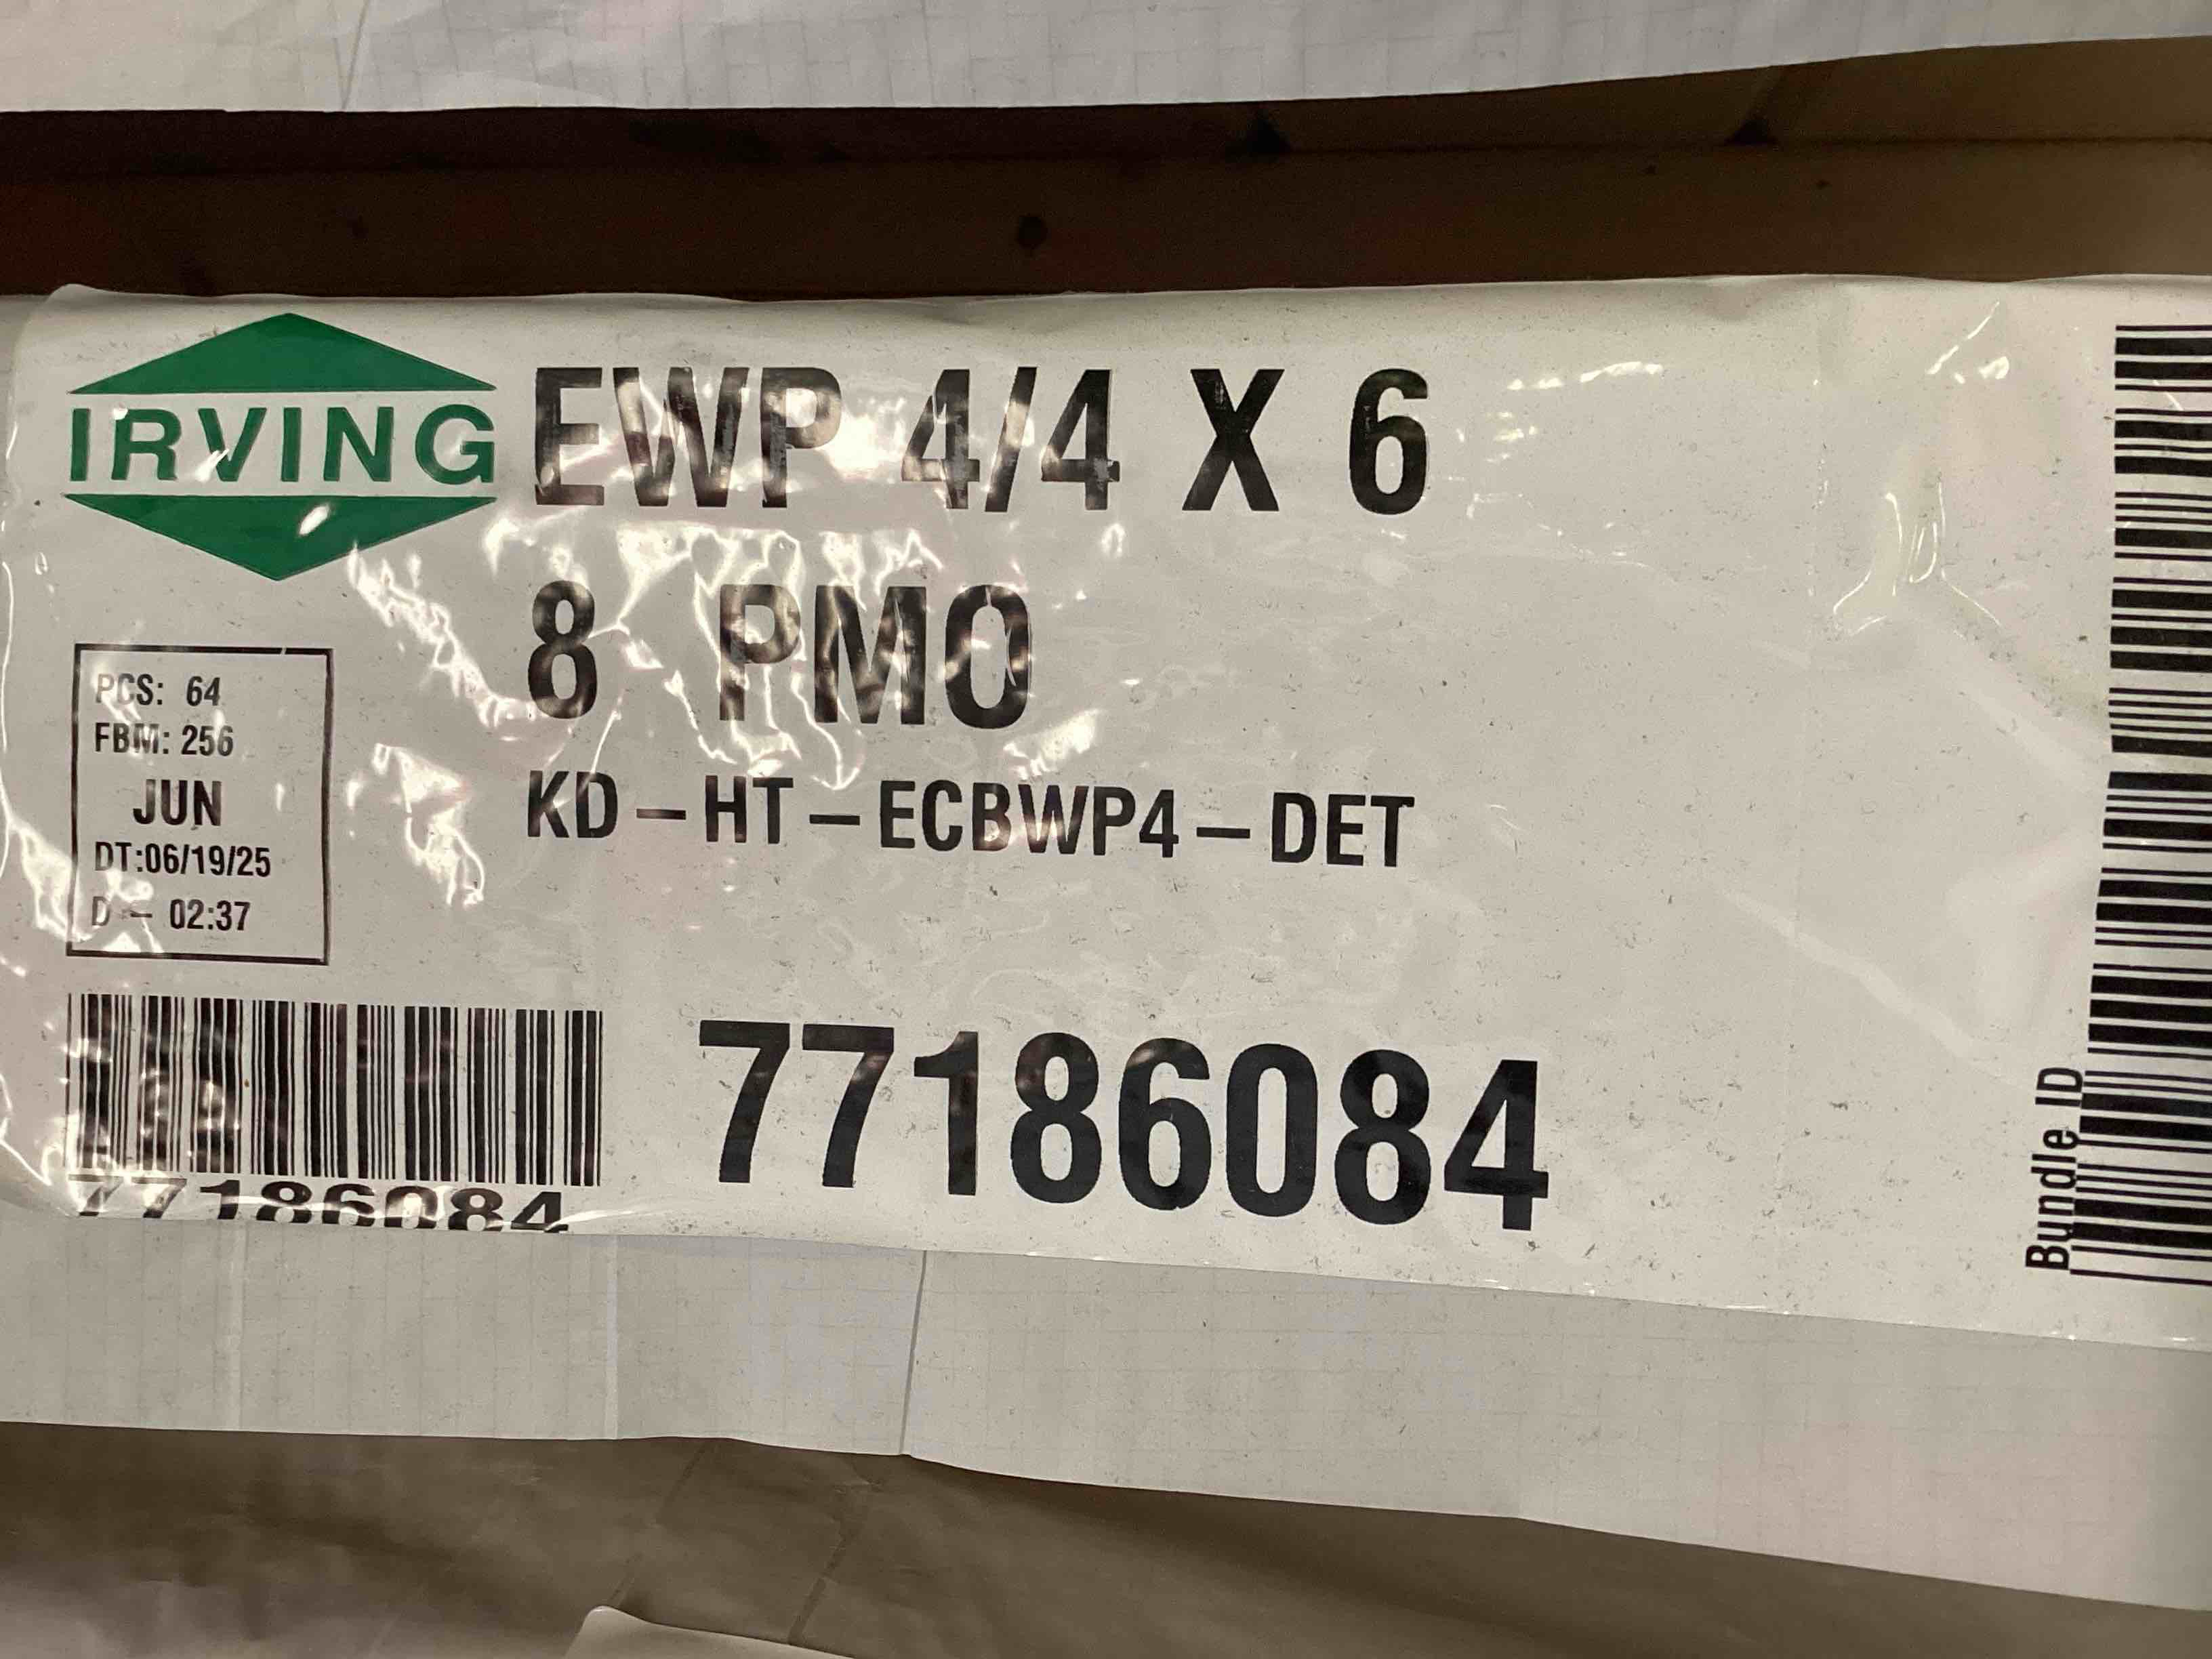 IRVING
EWP 4/4 X 6
8 PMO
KD-HT-ECBWP4-DET
PCS: 64
FBM: 256
JUN
DT:06/19/25
D - 02:37
77186084
77186084
Bundle ID